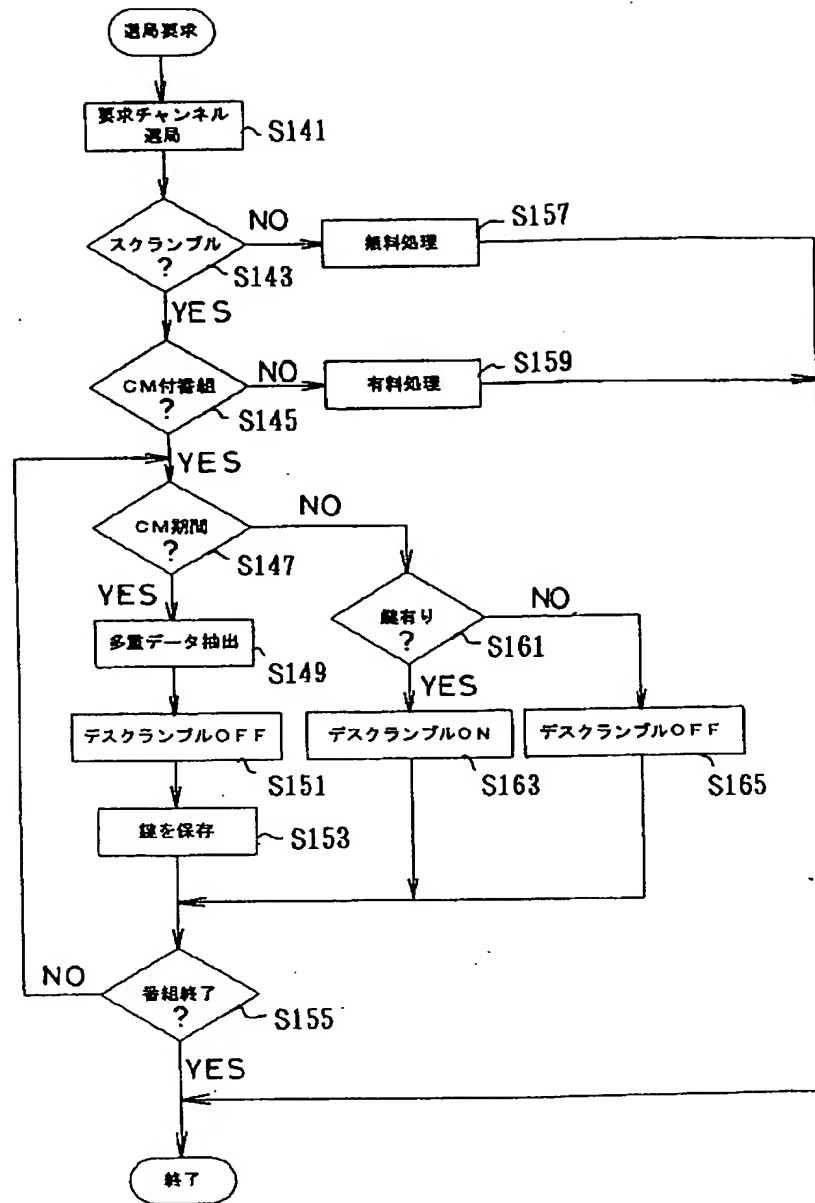 選局要求
要求チャンネル
選局
S141
スクランブル
?
S143
NO
無料処理
S157
YES
CM付番組
?
S145
NO
有料処理
S159
YES
CM期間
?
S147
NO
YES
鍵有り
?
S161
NO
多重データ抽出
S149
YES
デスクランブルOFF
S151
デスクランブルON
S163
デスクランブルOFF
S165
鍵を保存
S153
NO
番組終了
?
S155
YES
終了